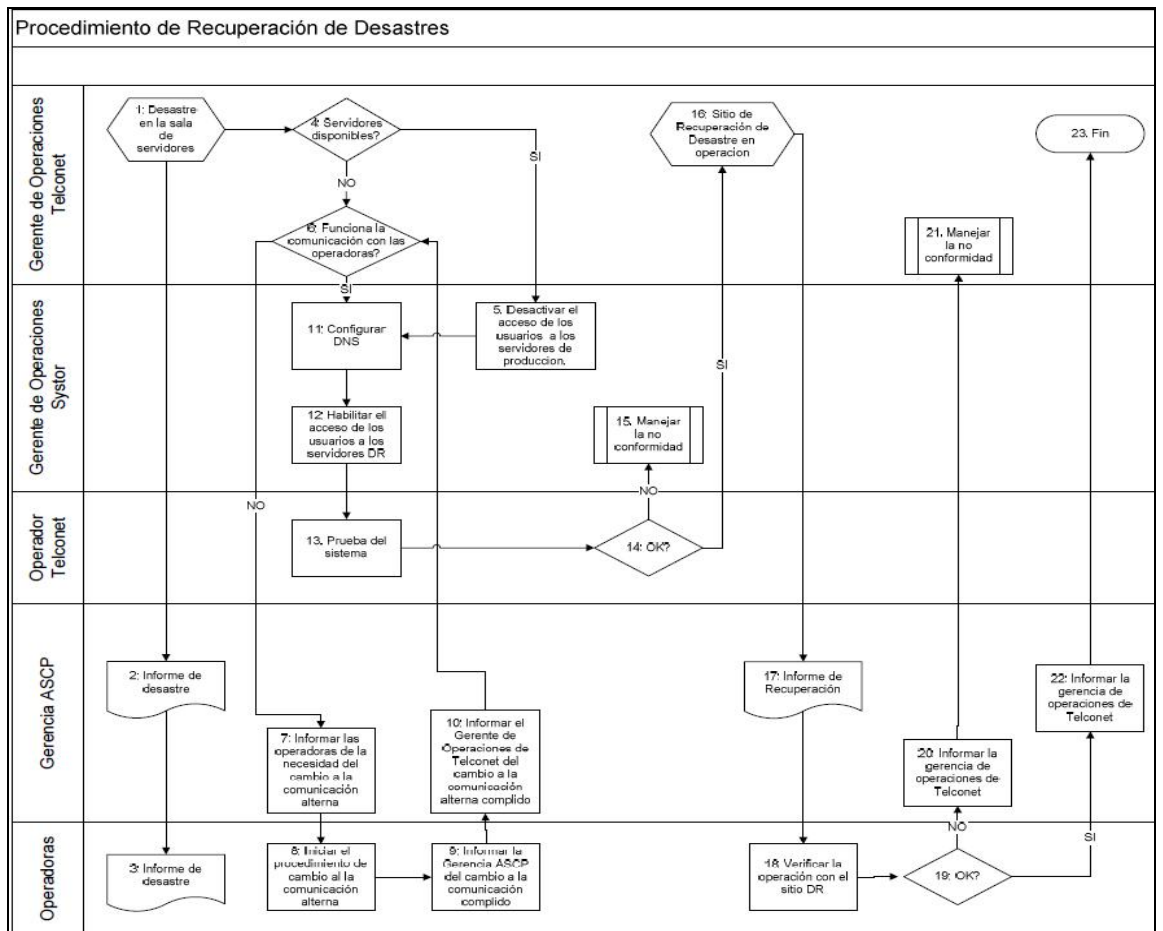 Procedimiento de Recuperación de Desastres
Gerente de Operaciones
Telconet
1: Desastre
en la sala
de
servidores
4: Servidores
disponibles?
SI
NO
6: Funciona la
comunicación con las
operadoras?
SI
NO
16: Sitio de
Recuperación de
Desastre en
operacion
23. Fin
21. Manejar
la no
conformidad
Gerente de Operaciones
Systor
11: Configurar
DNS
5. Desactivar el
acceso de los
usuarios a los
servidores de
produccion.
12: Habilitar el
acceso de los
usuarios a los
servidores DR
15. Manejar
la no
conformidad
SI
NO
Operador
Telconet
13. Prueba del
sistema
14: OK?
Gerencia ASCP
2: Informe de
desastre
7: Informar las
operadoras de la
necesidad del
cambio a la
comunicación
alterna
10: Informar el
Gerente de
Operaciones de
Telconet del
cambio a la
comunicación
alterna complido
17: Informe de
Recuperación
20: Informar la
gerencia de
operaciones de
Telconet
22: Informar la
gerencia de
operaciones de
Telconet
NO
SI
Operadoras
3: Informe de
desastre
8: Iniciar el
procedimiento de
cambio al la
comunicación
alterna
9: Informar la
Gerencia ASCP
del cambio a la
comunicación
complido
18: Verificar la
operación con el
sitio DR
19: OK?